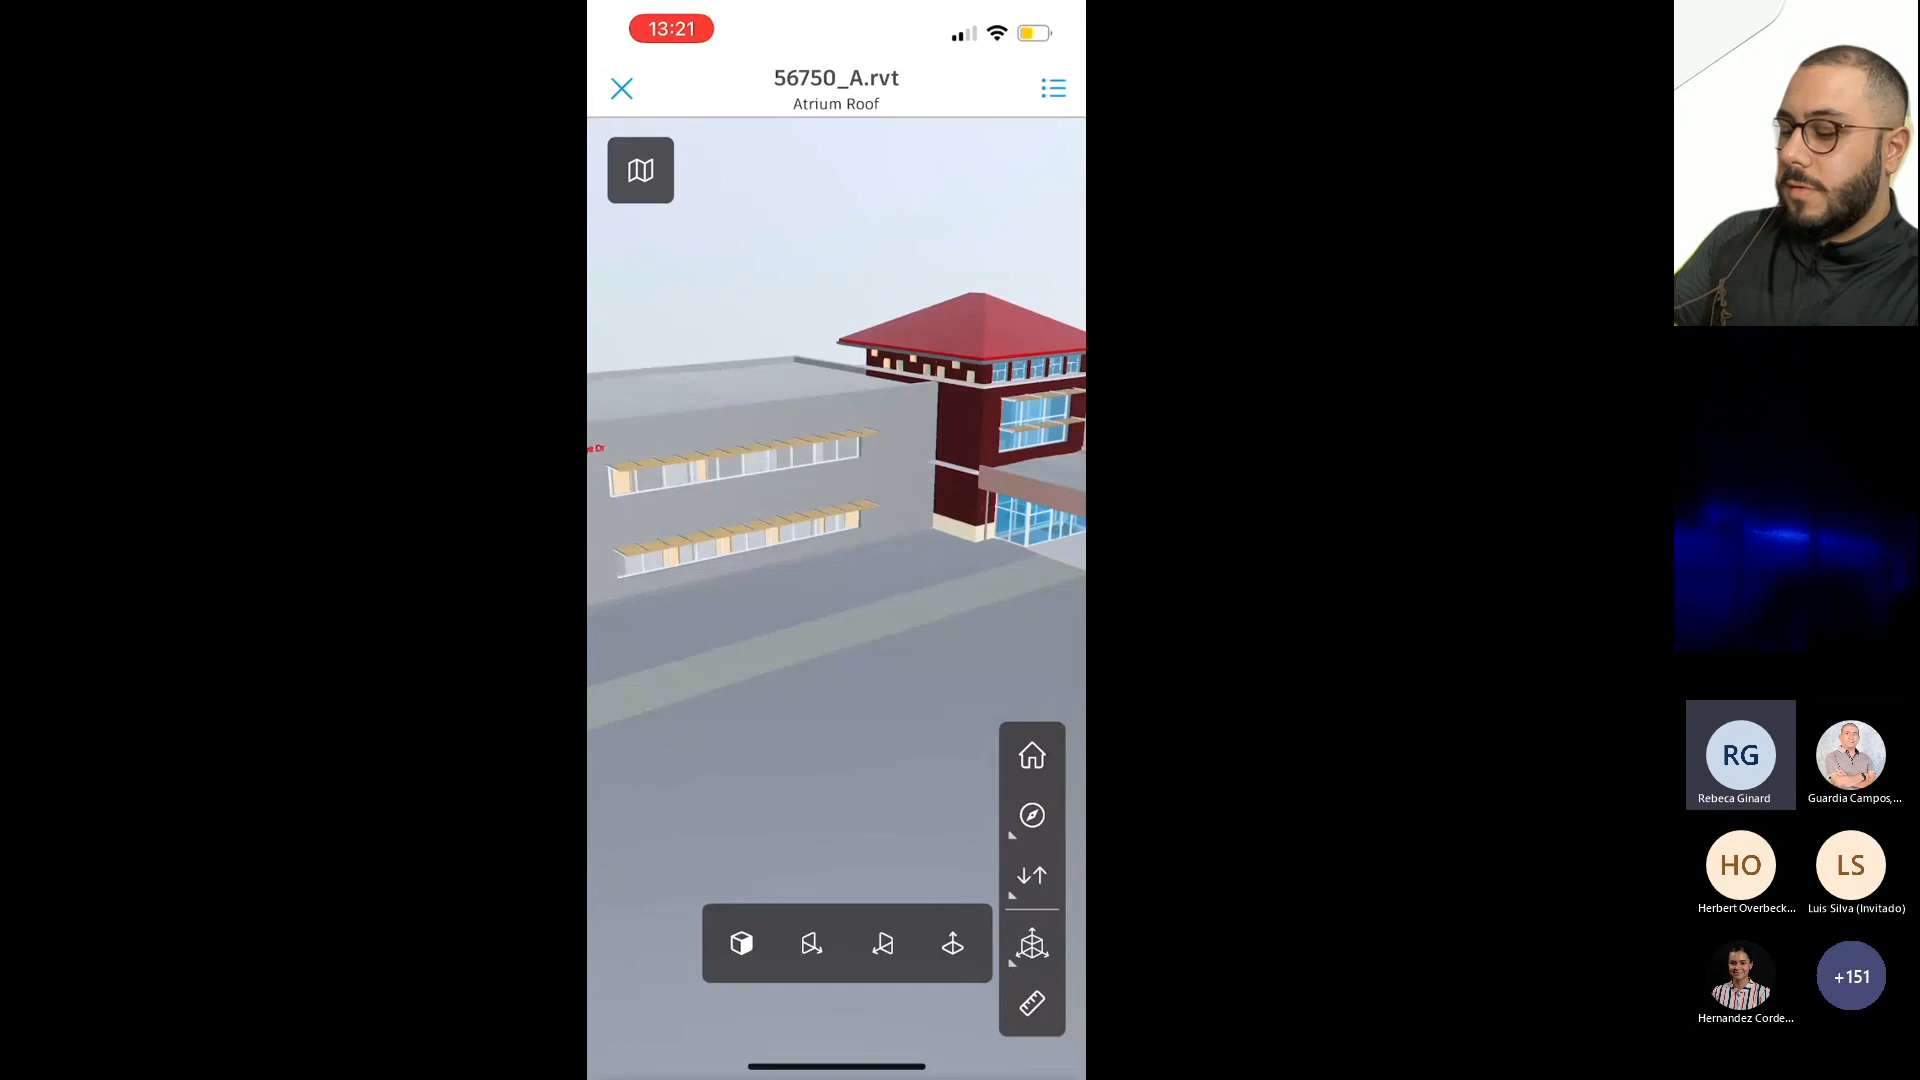 13:21
56750_A.rvt
Atrium Roof
RG
Rebeca Ginard
Guardia Campos,...
HO
Herbert Overbeck...
LS
Luis Silva (Invitado)
Hernandez Corde...
+151